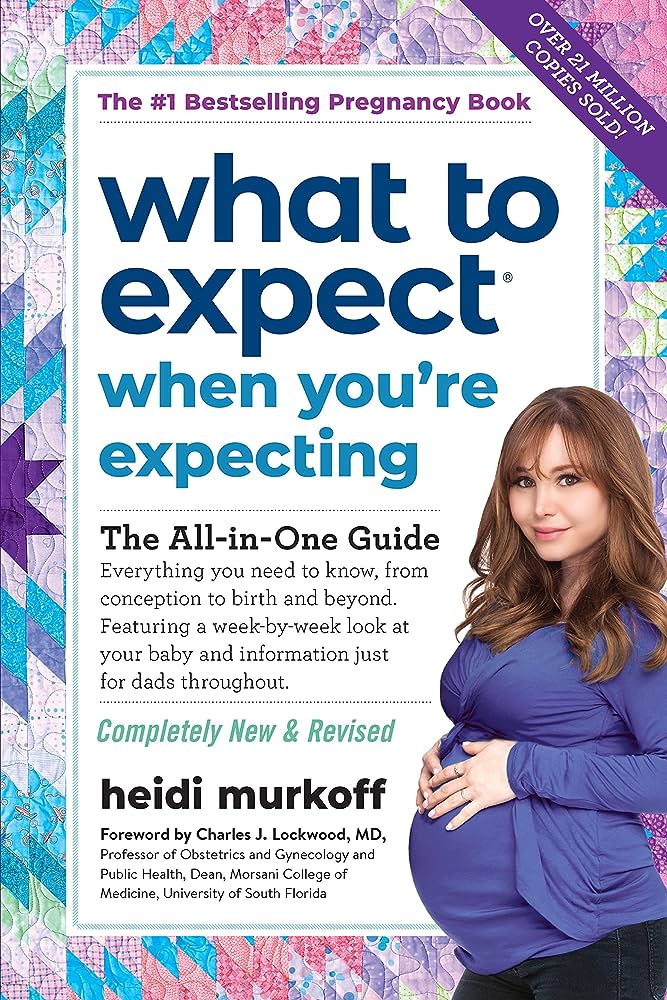 OVER 21 MILLION
COPIES SOLD!
The #1 Bestselling Pregnancy Book
what to
expect®
when you're
expecting
The All-in-One Guide
Everything you need to know, from
conception to birth and beyond.
Featuring a week-by-week look at
your baby and information just
for dads throughout.
Completely New & Revised
heidi murkoff
Foreword by Charles J. Lockwood, MD,
Professor of Obstetrics and Gynecology and
Public Health, Dean, Morsani College of
Medicine, University of South Florida